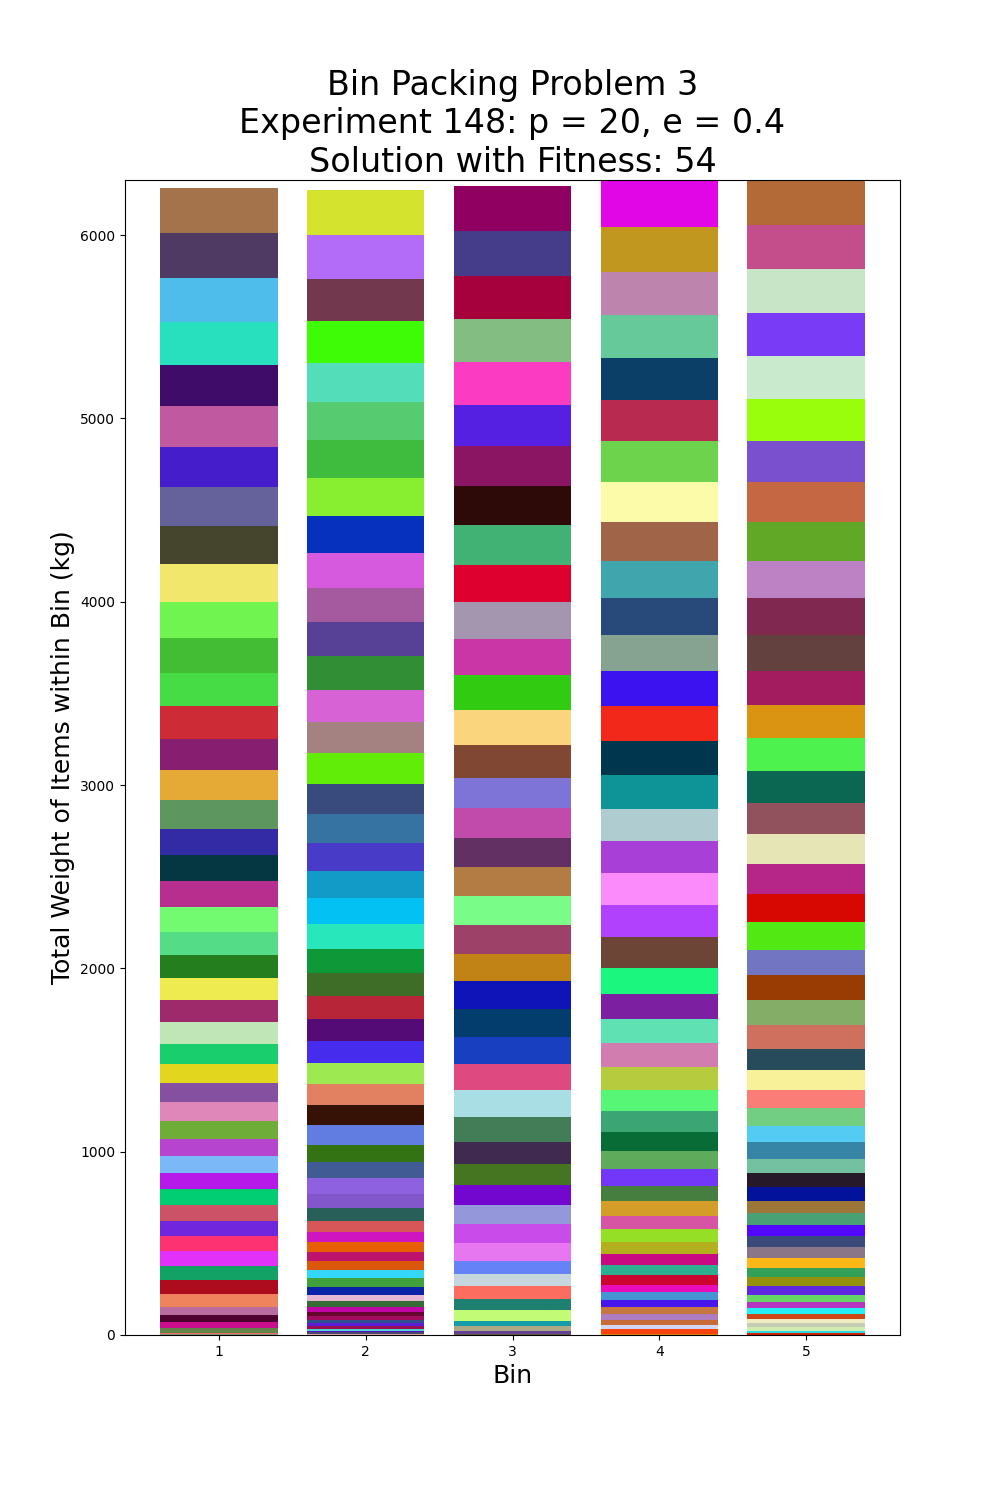 Bin Packing Problem 3
Experiment 148: p = 20, e = 0.4
Solution with Fitness: 54
Total Weight of Items within Bin (kg)
6000
5000
4000
3000
2000
1000
0
1 2 3 4 5
Bin